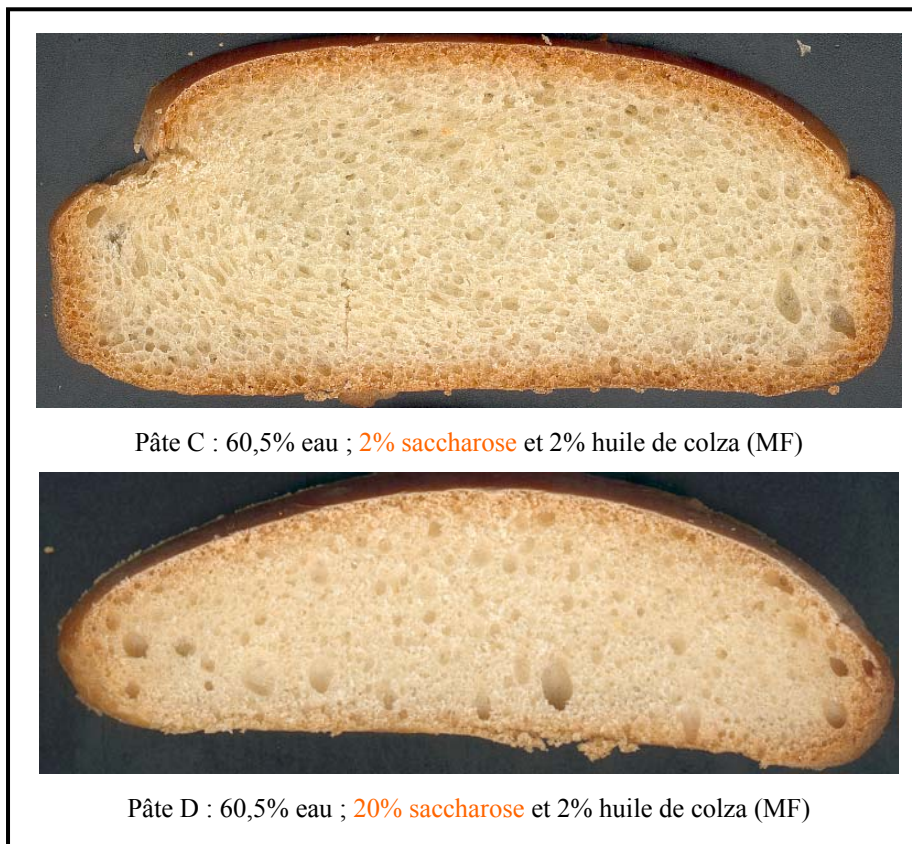 Pâte C : 60,5% eau ; 2% saccharose et 2% huile de colza (MF)
Pâte D : 60,5% eau ; 20% saccharose et 2% huile de colza (MF)